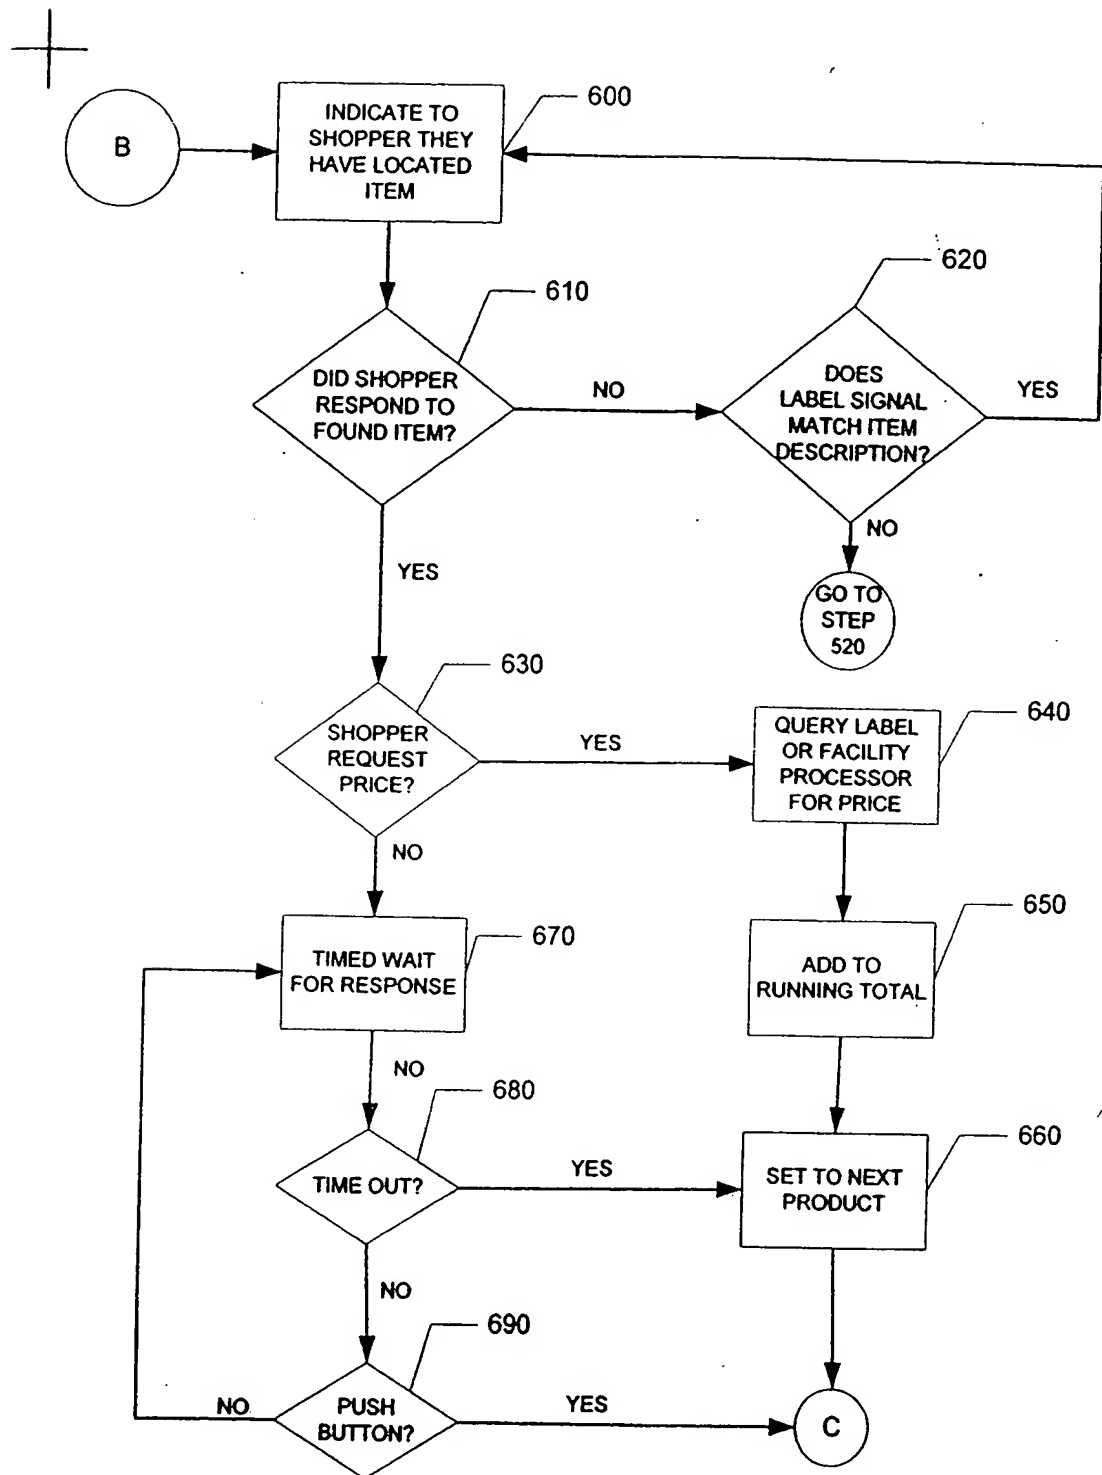 B
INDICATE TO
SHOPPER THEY
HAVE LOCATED
ITEM
600
DID SHOPPER
RESPOND TO
FOUND ITEM?
610
NO
DOES
LABEL SIGNAL
MATCH ITEM
DESCRIPTION?
620
YES
NO
GO TO
STEP
520
YES
SHOPPER
REQUEST
PRICE?
630
YES
QUERY LABEL
OR FACILITY
PROCESSOR
FOR PRICE
640
NO
TIMED WAIT
FOR RESPONSE
670
ADD TO
RUNNING TOTAL
650
NO
TIME OUT?
680
YES
SET TO NEXT
PRODUCT
660
NO
PUSH
BUTTON?
690
NO
YES
C